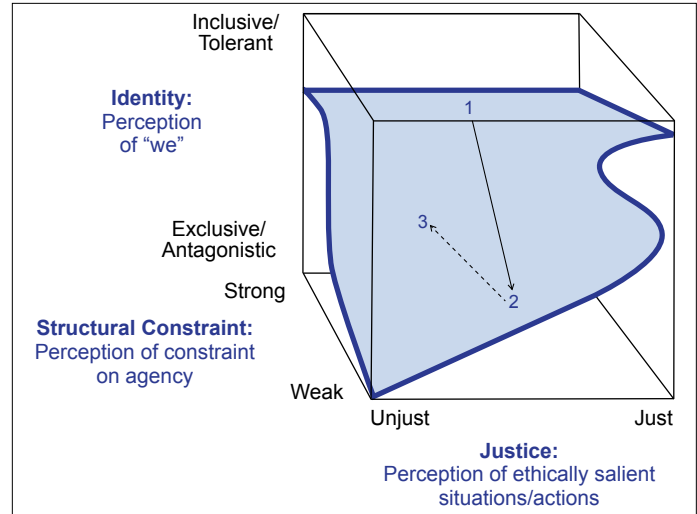 Inclusive/
Tolerant
Identity:
Perception
of “we”
1
3
Exclusive/
Antagonistic
Strong
2
Structural Constraint:
Perception of constraint
on agency
Weak
Unjust
Just
Justice:
Perception of ethically salient
situations/actions